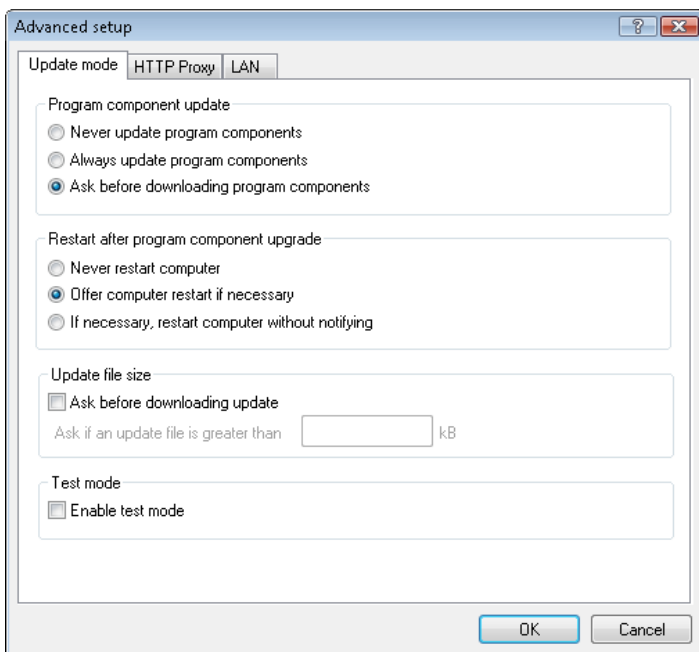 Advanced setup
Update mode HTTP Proxy LAN
Program component update
Never update program components
Always update program components
Ask before downloading program components
Restart after program component upgrade
Never restart computer
Offer computer restart if necessary
If necessary, restart computer without notifying
Update file size
Ask before downloading update
Ask if an update file is greater than kB
Test mode
Enable test mode
OK Cancel